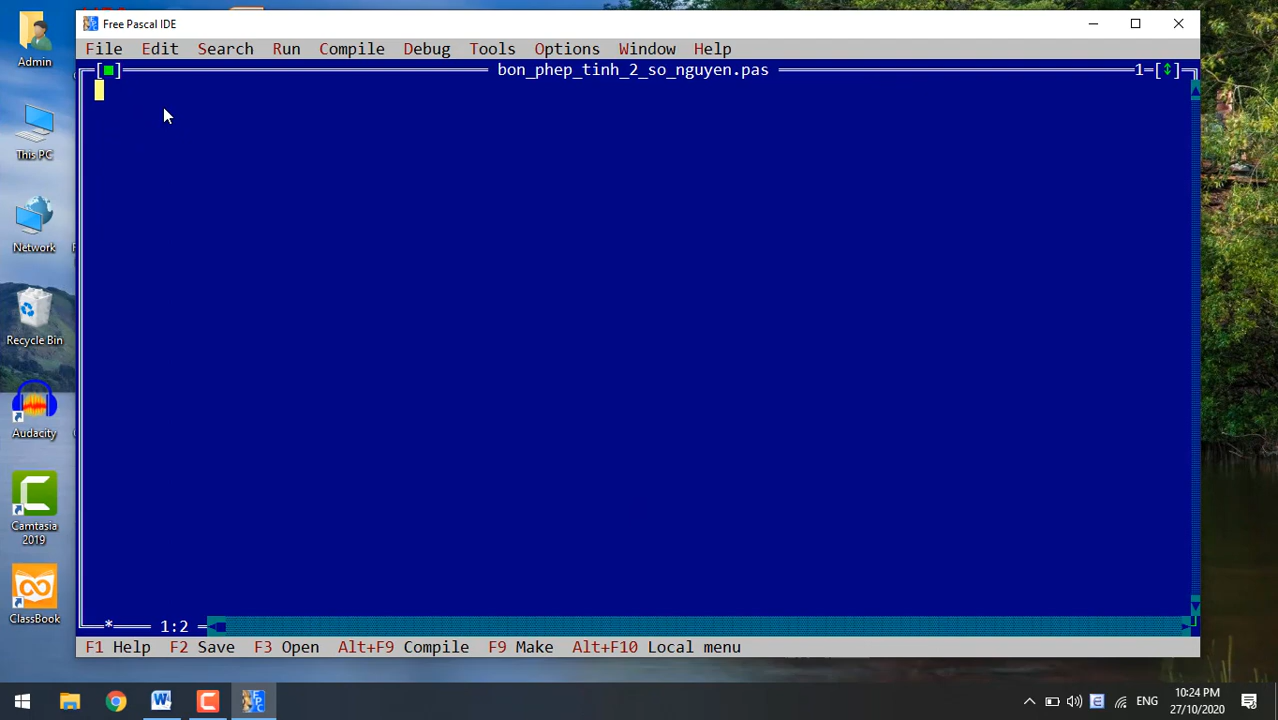 Free Pascal IDE
File Edit Search Run Compile Debug Tools Options Window Help
bon_phep_tinh_2_so_nguyen.pas 1
Admin
This PC
Network
Recycle Bin
Audacity
Camtasia
2019
ClassBook
* 1:2
F1 Help F2 Save F3 Open Alt+F9 Compile F9 Make Alt+F10 Local menu
ENG
10:24 PM
27/10/2020